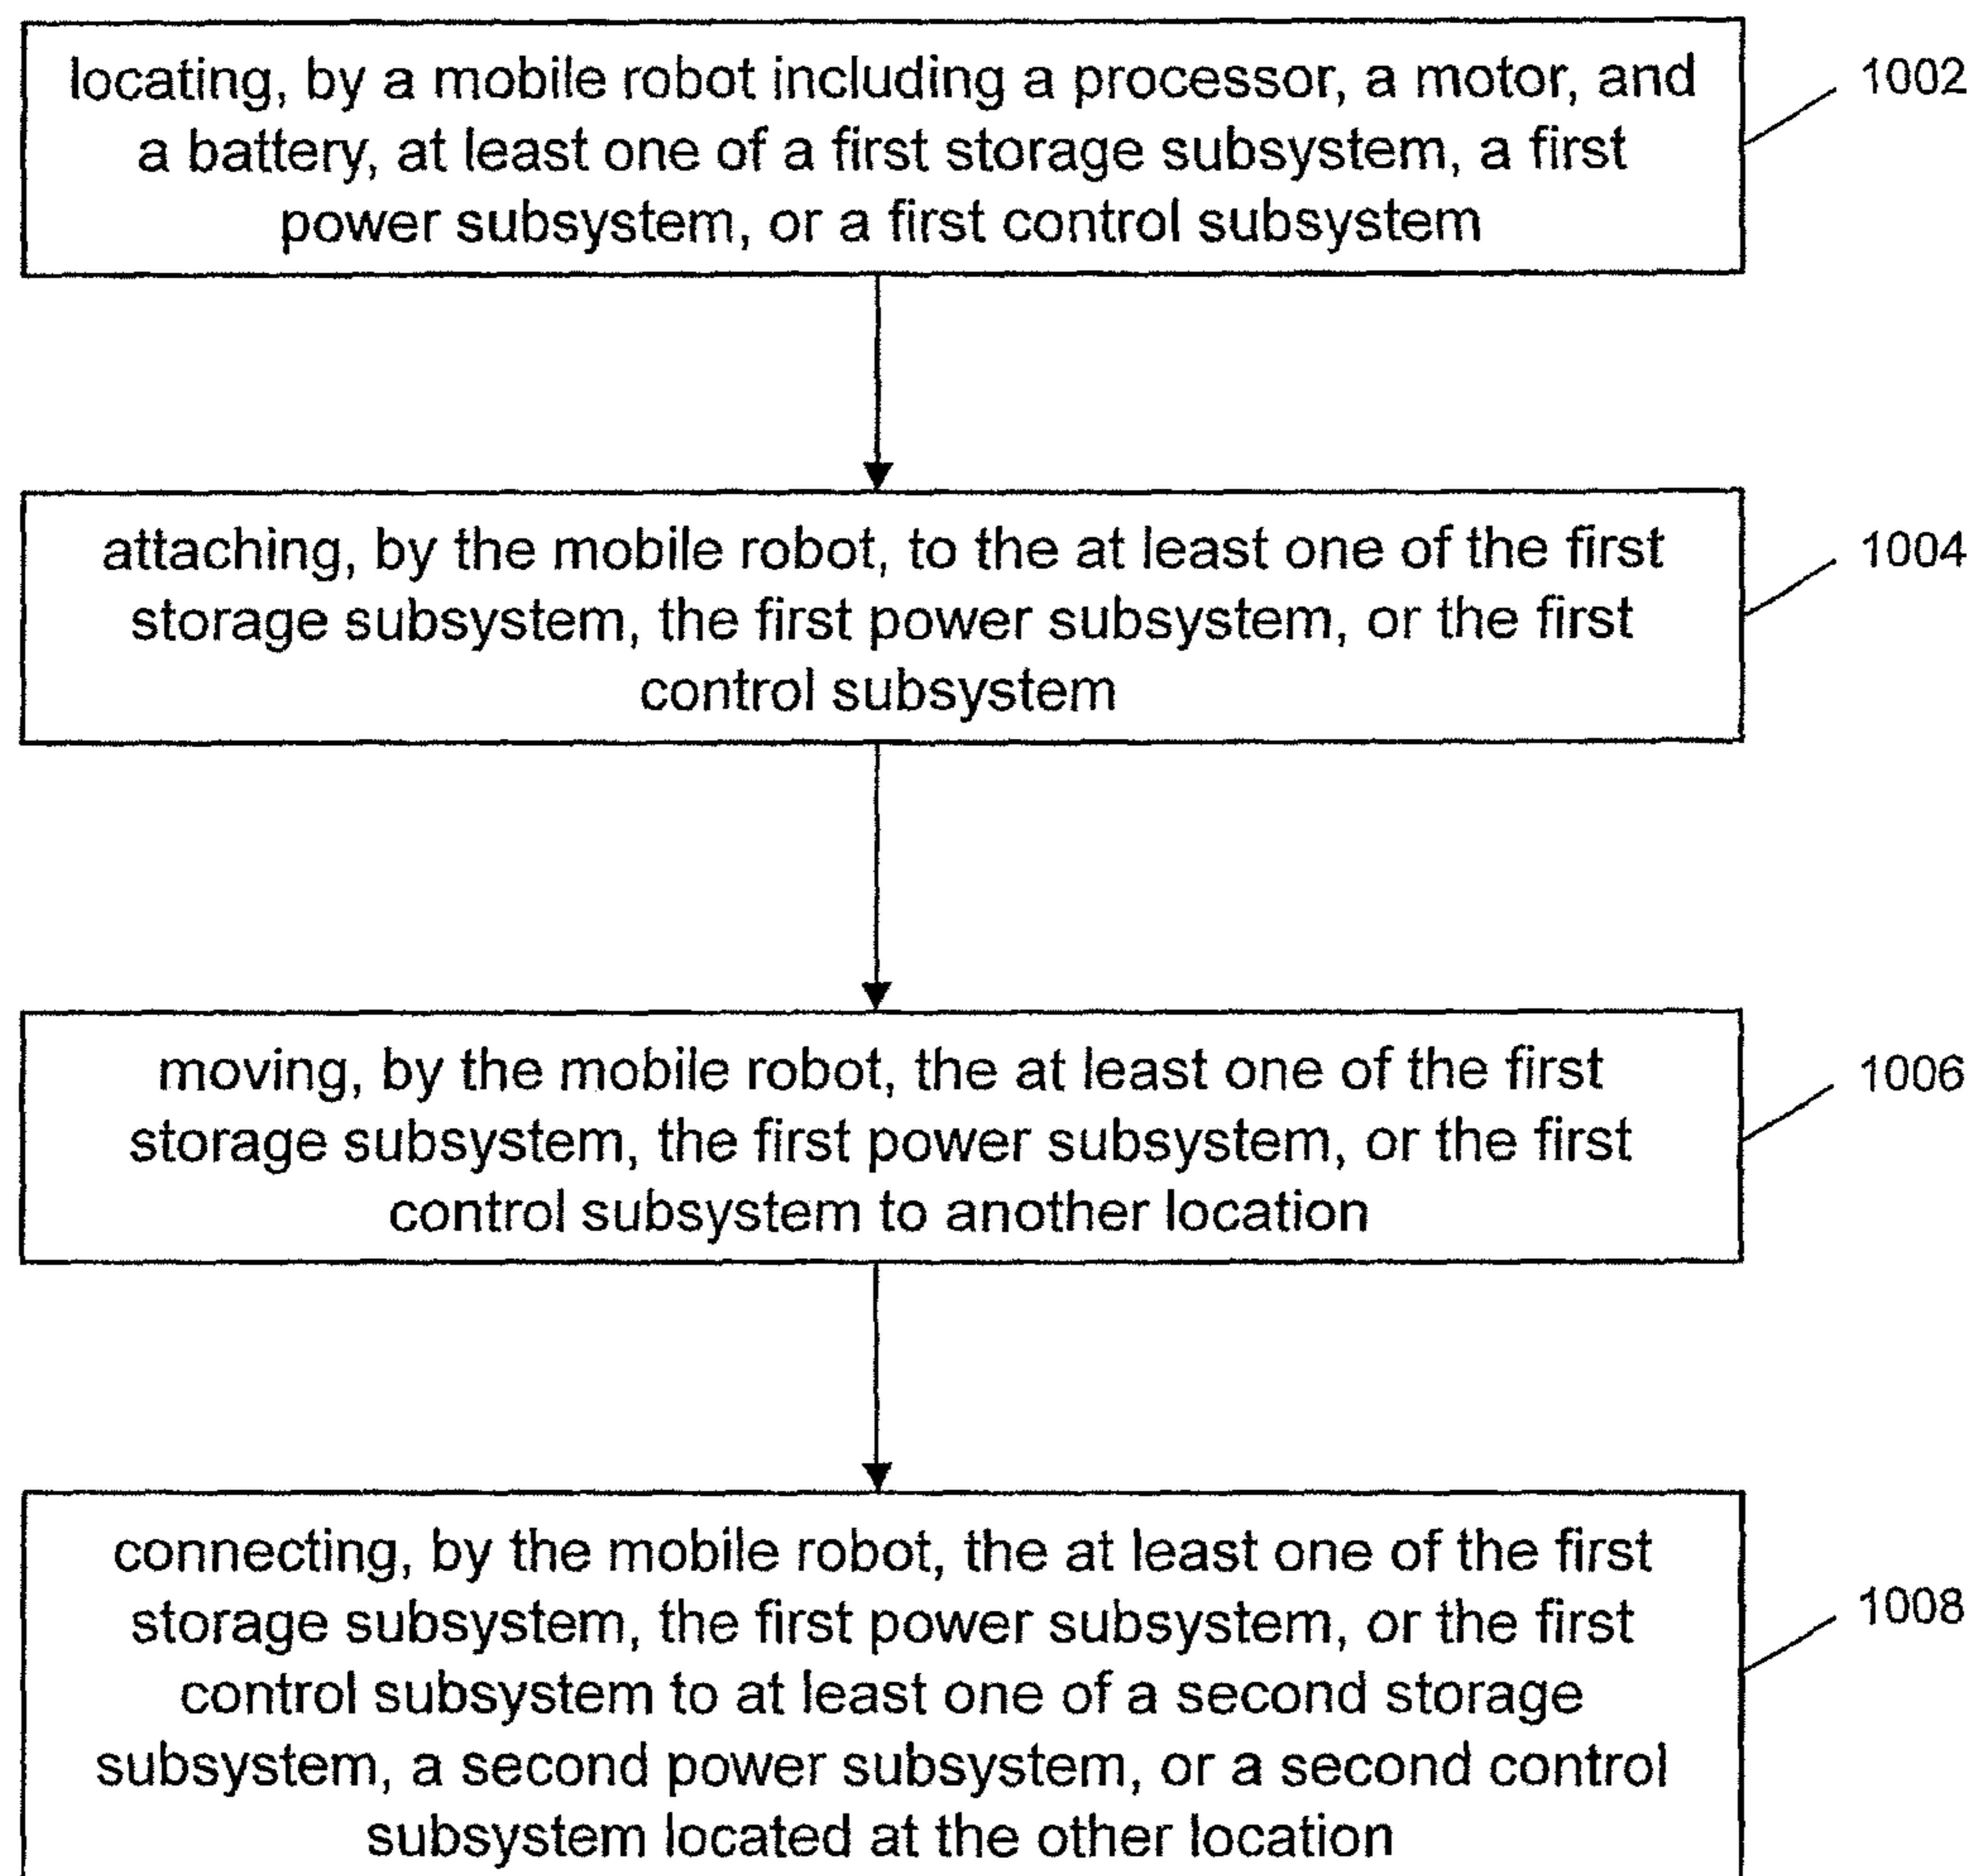 locating, by a mobile robot including a processor, a motor, and
a battery, at least one of a first storage subsystem, a first
power subsystem, or a first control subsystem
1002
attaching, by the mobile robot, to the at least one of the first
storage subsystem, the first power subsystem, or the first
control subsystem
1004
moving, by the mobile robot, the at least one of the first
storage subsystem, the first power subsystem, or the first
control subsystem to another location
1006
connecting, by the mobile robot, the at least one of the first
storage subsystem, the first power subsystem, or the first
control subsystem to at least one of a second storage
subsystem, a second power subsystem, or a second control
subsystem located at the other location
1008